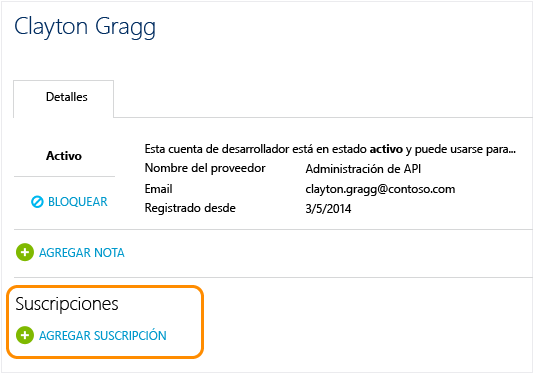 Clayton Gragg
Detalles
Activo
BLOQUEAR
Esta cuenta de desarrollador está en estado activo y puede usarse para...
Nombre del proveedor Administración de API
Email clayton.gragg@contoso.com
Registrado desde 3/5/2014
AGREGAR NOTA
Suscripciones
AGREGAR SUSCRIPCIÓN